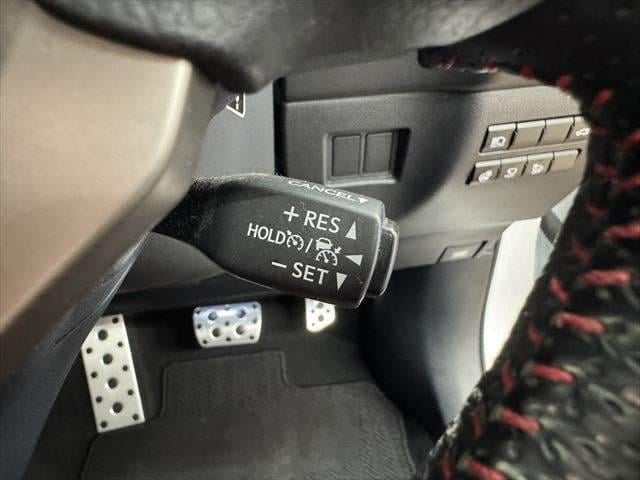 CANCEL▼
+RES▲
HOLD / ◀
−SET▼